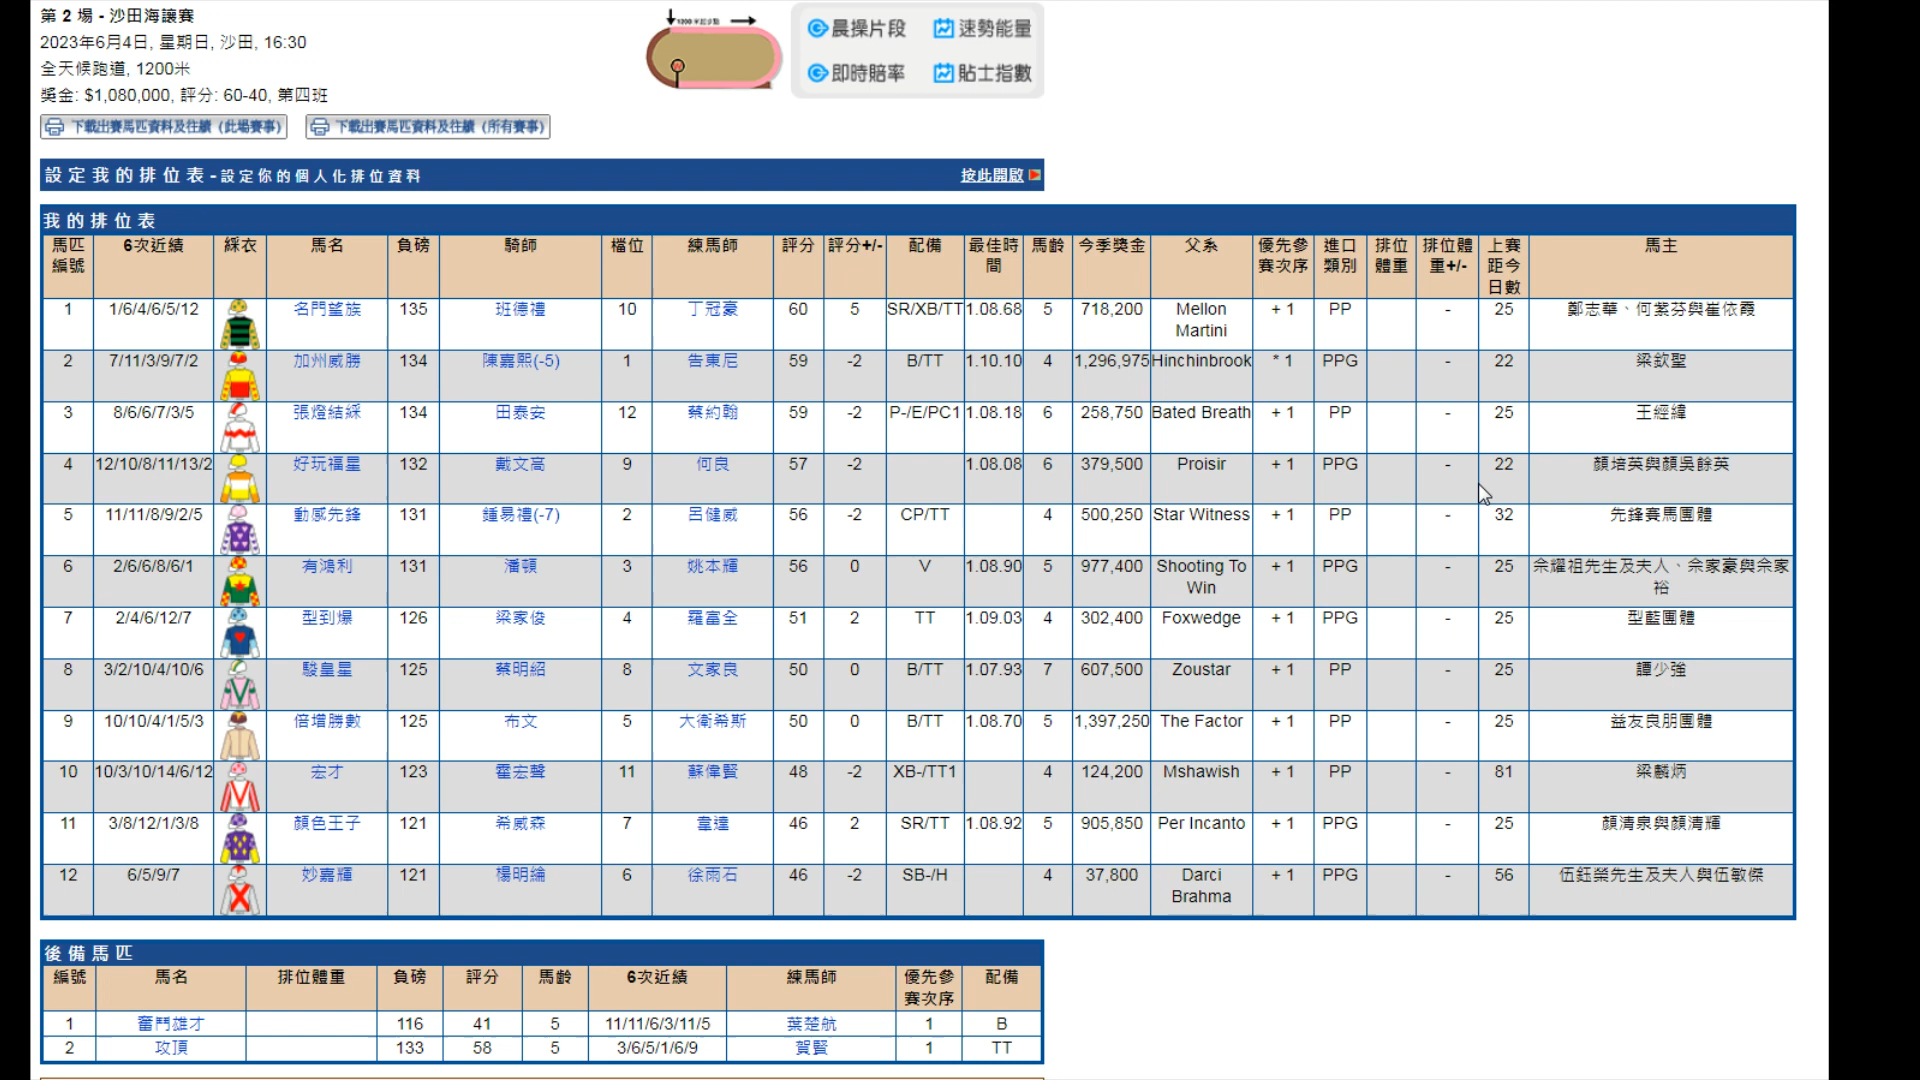 第 2 場 - 沙田海讓賽
2023年6月4日, 星期日, 沙田, 16:30
全天候跑道, 1200米
獎金: $1,080,000, 評分: 60-40, 第四班
下載出賽馬匹資料及往績 (此場賽事) 下載出賽馬匹資料及往績 (所有賽事)
1200 米起步點
晨操片段 速勢能量
即時賠率 貼士指數
設定我的排位表-設定你的個人化排位資料 按此開啟
我的排位表
馬匹編號 6次近績 綵衣 馬名 負磅 騎師 檔位 練馬師 評分 評分+/- 配備 最佳時間 馬齡 今季獎金 父系 優先參賽次序 進口類別 排位體重 排位體重+/- 上賽距今日數 馬主
1 1/6/4/6/5/12 名門望族 135 班德禮 10 丁冠豪 60 5 SR/XB/TT 1.08.68 5 718,200 Mellon Martini + 1 PP - 25 鄭志華、何紫芬與崔依霞
2 7/11/3/9/7/2 加州威勝 134 陳嘉熙(-5) 1 告東尼 59 -2 B/TT 1.10.10 4 1,296,975 Hinchinbrook * 1 PPG - 22 梁欽聖
3 8/6/6/7/3/5 張燈結綵 134 田泰安 12 蔡約翰 59 -2 P-/E/PC1 1.08.18 6 258,750 Bated Breath + 1 PP - 25 王經緯
4 12/10/8/11/13/2 好玩福星 132 戴文高 9 何良 57 -2 1.08.08 6 379,500 Proisir + 1 PPG - 22 顏培英與顏吳餘英
5 11/11/8/9/2/5 動感先鋒 131 鍾易禮(-7) 2 呂健威 56 -2 CP/TT 4 500,250 Star Witness + 1 PP - 32 先鋒賽馬團體
6 2/6/6/8/6/1 有鴻利 131 潘頓 3 姚本輝 56 0 V 1.08.90 5 977,400 Shooting To Win + 1 PPG - 25 佘耀祖先生及夫人、佘家豪與佘家裕
7 2/4/6/12/7 型到爆 126 梁家俊 4 羅富全 51 2 TT 1.09.03 4 302,400 Foxwedge + 1 PPG - 25 型藍團體
8 3/2/10/4/10/6 駿皇星 125 蔡明紹 8 文家良 50 0 B/TT 1.07.93 7 607,500 Zoustar + 1 PP - 25 譚少強
9 10/10/4/1/5/3 倍增勝數 125 布文 5 大衛希斯 50 0 B/TT 1.08.70 5 1,397,250 The Factor + 1 PP - 25 益友良朋團體
10 10/3/10/14/6/12 宏才 123 霍宏聲 11 蘇偉賢 48 -2 XB-/TT1 4 124,200 Mshawish + 1 PP - 81 梁麟炳
11 3/8/12/1/3/8 顏色王子 121 希威森 7 韋達 46 2 SR/TT 1.08.92 5 905,850 Per Incanto + 1 PPG - 25 顏清泉與顏清輝
12 6/5/9/7 妙嘉輝 121 楊明綸 6 徐雨石 46 -2 SB-/H 4 37,800 Darci Brahma + 1 PPG - 56 伍鈺榮先生及夫人與伍敏傑
後備馬匹
編號 馬名 排位體重 負磅 評分 馬齡 6次近績 練馬師 優先參賽次序 配備
1 奮鬥雄才 116 41 5 11/11/6/3/11/5 葉楚航 1 B
2 攻頂 133 58 5 3/6/5/1/6/9 賀賢 1 TT